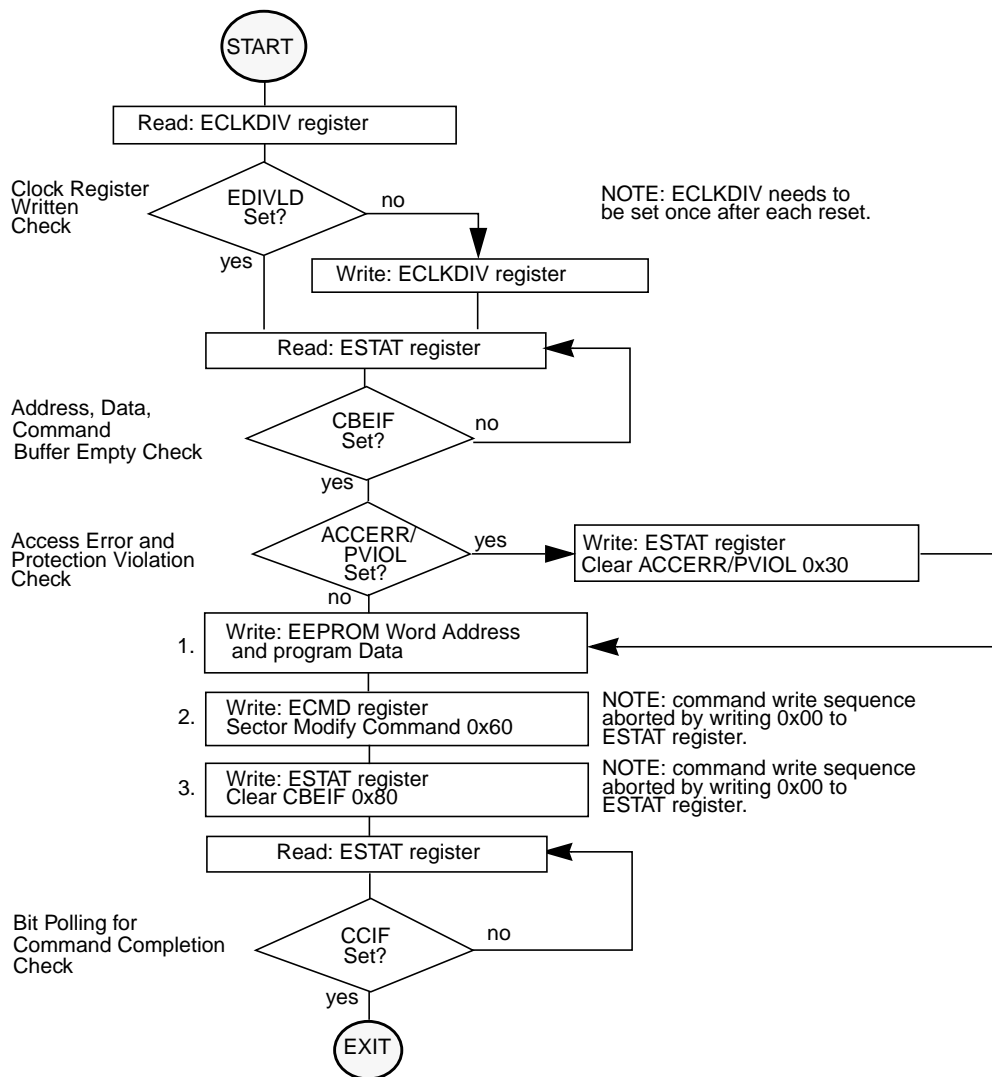 START
Read: ECLKDIV register
Clock Register
Written
Check
EDIVLD
Set?
no
yes
NOTE: ECLKDIV needs to
be set once after each reset.
Write: ECLKDIV register
Read: ESTAT register
Address, Data,
Command
Buffer Empty Check
CBEIF
Set?
no
yes
Access Error and
Protection Violation
Check
ACCERR/
PVIOL
Set?
yes
no
Write: ESTAT register
Clear ACCERR/PVIOL 0x30
1.
Write: EEPROM Word Address
and program Data
2.
Write: ECMD register
Sector Modify Command 0x60
NOTE: command write sequence
aborted by writing 0x00 to
ESTAT register.
3.
Write: ESTAT register
Clear CBEIF 0x80
NOTE: command write sequence
aborted by writing 0x00 to
ESTAT register.
Read: ESTAT register
Bit Polling for
Command Completion
Check
CCIF
Set?
no
yes
EXIT